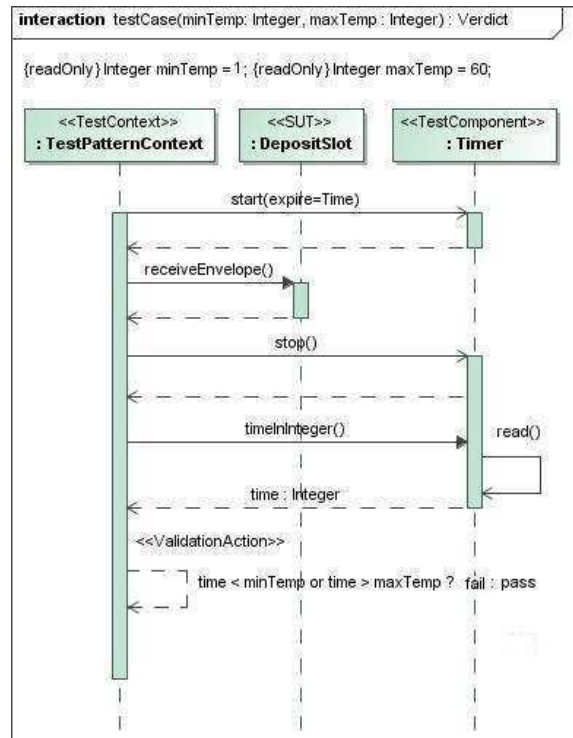 interaction testCase(minTemp: Integer, maxTemp : Integer) : Verdict
{readOnly}Integer minTemp =1; {readOnly}Integer maxTemp = 60;
<<TestContext>>
: TestPatternContext
<<SUT>>
: DepositSlot
<<TestComponent>>
: Timer
start(expire=Time)
receiveEnvelope()
stop()
timeInInteger()
read()
time : Integer
<<ValidationAction>>
time < minTemp or time > maxTemp ? fail : pass